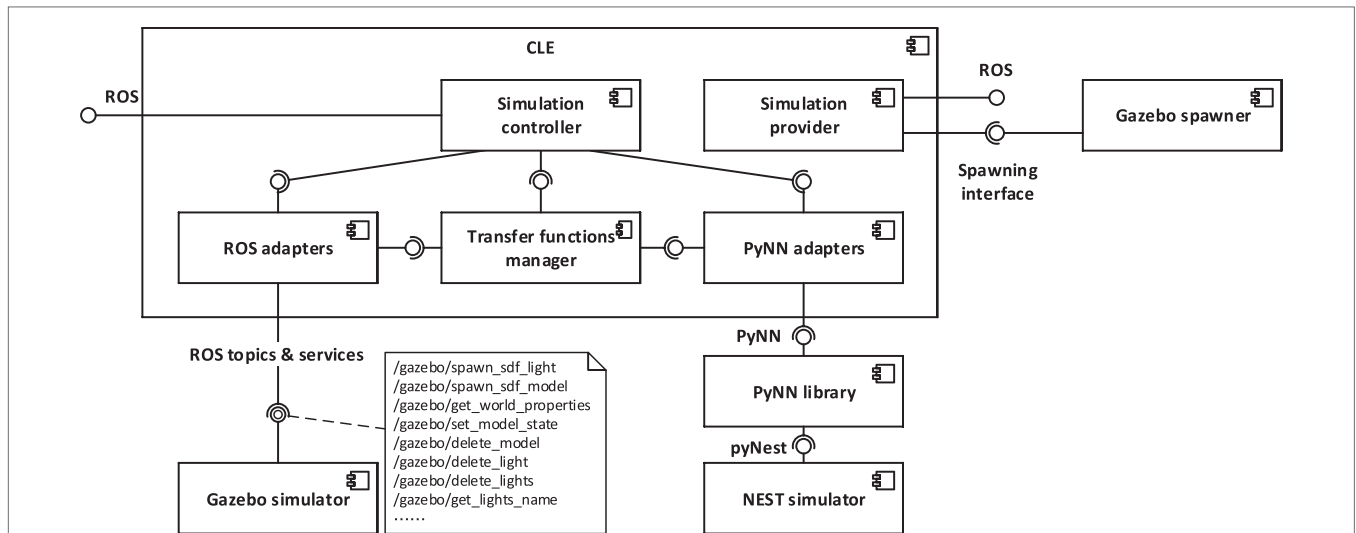 CLE
ROS
ROS
Simulation
controller
Simulation
provider
Gazebo spawner
Spawning
interface
ROS adapters
Transfer functions
manager
PyNN adapters
PyNN
ROS topics & services
/gazebo/spawn_sdf_light
/gazebo/spawn_sdf_model
/gazebo/get_world_properties
/gazebo/set_model_state
/gazebo/delete_model
/gazebo/delete_light
/gazebo/delete_lights
/gazebo/get_lights_name
......
PyNN library
pyNest
Gazebo simulator
NEST simulator